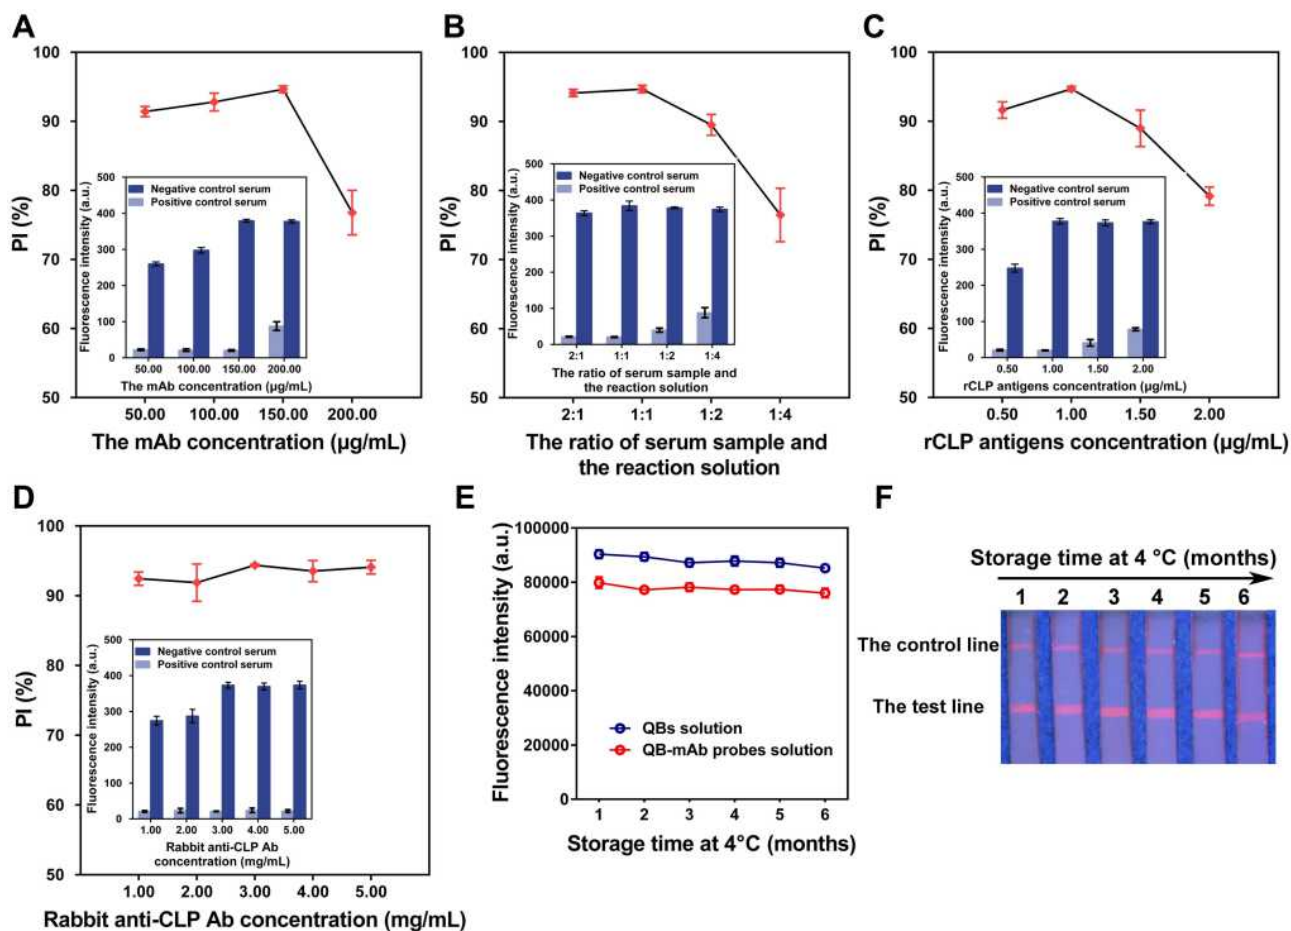 A
100
90
80
70
60
50
PI (%)
500
400
300
200
100
0
Fluorescence intensity (a.u.)
Negative control serum
Positive control serum
50.00 100.00 150.00 200.00
The mAb concentration (µg/mL)
50.00 100.00 150.00 200.00
The mAb concentration (µg/mL)
B
100
90
80
70
60
50
PI (%)
500
400
300
200
100
0
Fluorescence intensity (a.u.)
Negative control serum
Positive control serum
2:1 1:1 1:2 1:4
The ratio of serum sample and
the reaction solution
2:1 1:1 1:2 1:4
The ratio of serum sample and
the reaction solution
C
100
90
80
70
60
50
PI (%)
500
400
300
200
100
0
Fluorescence intensity (a.u.)
Negative control serum
Positive control serum
0.50 1.00 1.50 2.00
rCLP antigens concentration (µg/mL)
0.50 1.00 1.50 2.00
rCLP antigens concentration (µg/mL)
D
100
90
80
70
60
50
PI (%)
500
400
300
200
100
0
Fluorescence intensity (a.u.)
Negative control serum
Positive control serum
1.00 2.00 3.00 4.00 5.00
Rabbit anti-CLP Ab
concentration (mg/mL)
1.00 2.00 3.00 4.00 5.00
Rabbit anti-CLP Ab concentration (mg/mL)
E
100000
80000
60000
40000
20000
0
Fluorescence intensity (a.u.)
QBs solution
QB-mAb probes solution
1 2 3 4 5 6
Storage time at 4°C (months)
F
Storage time at 4 °C (months)
1 2 3 4 5 6
The control line
The test line